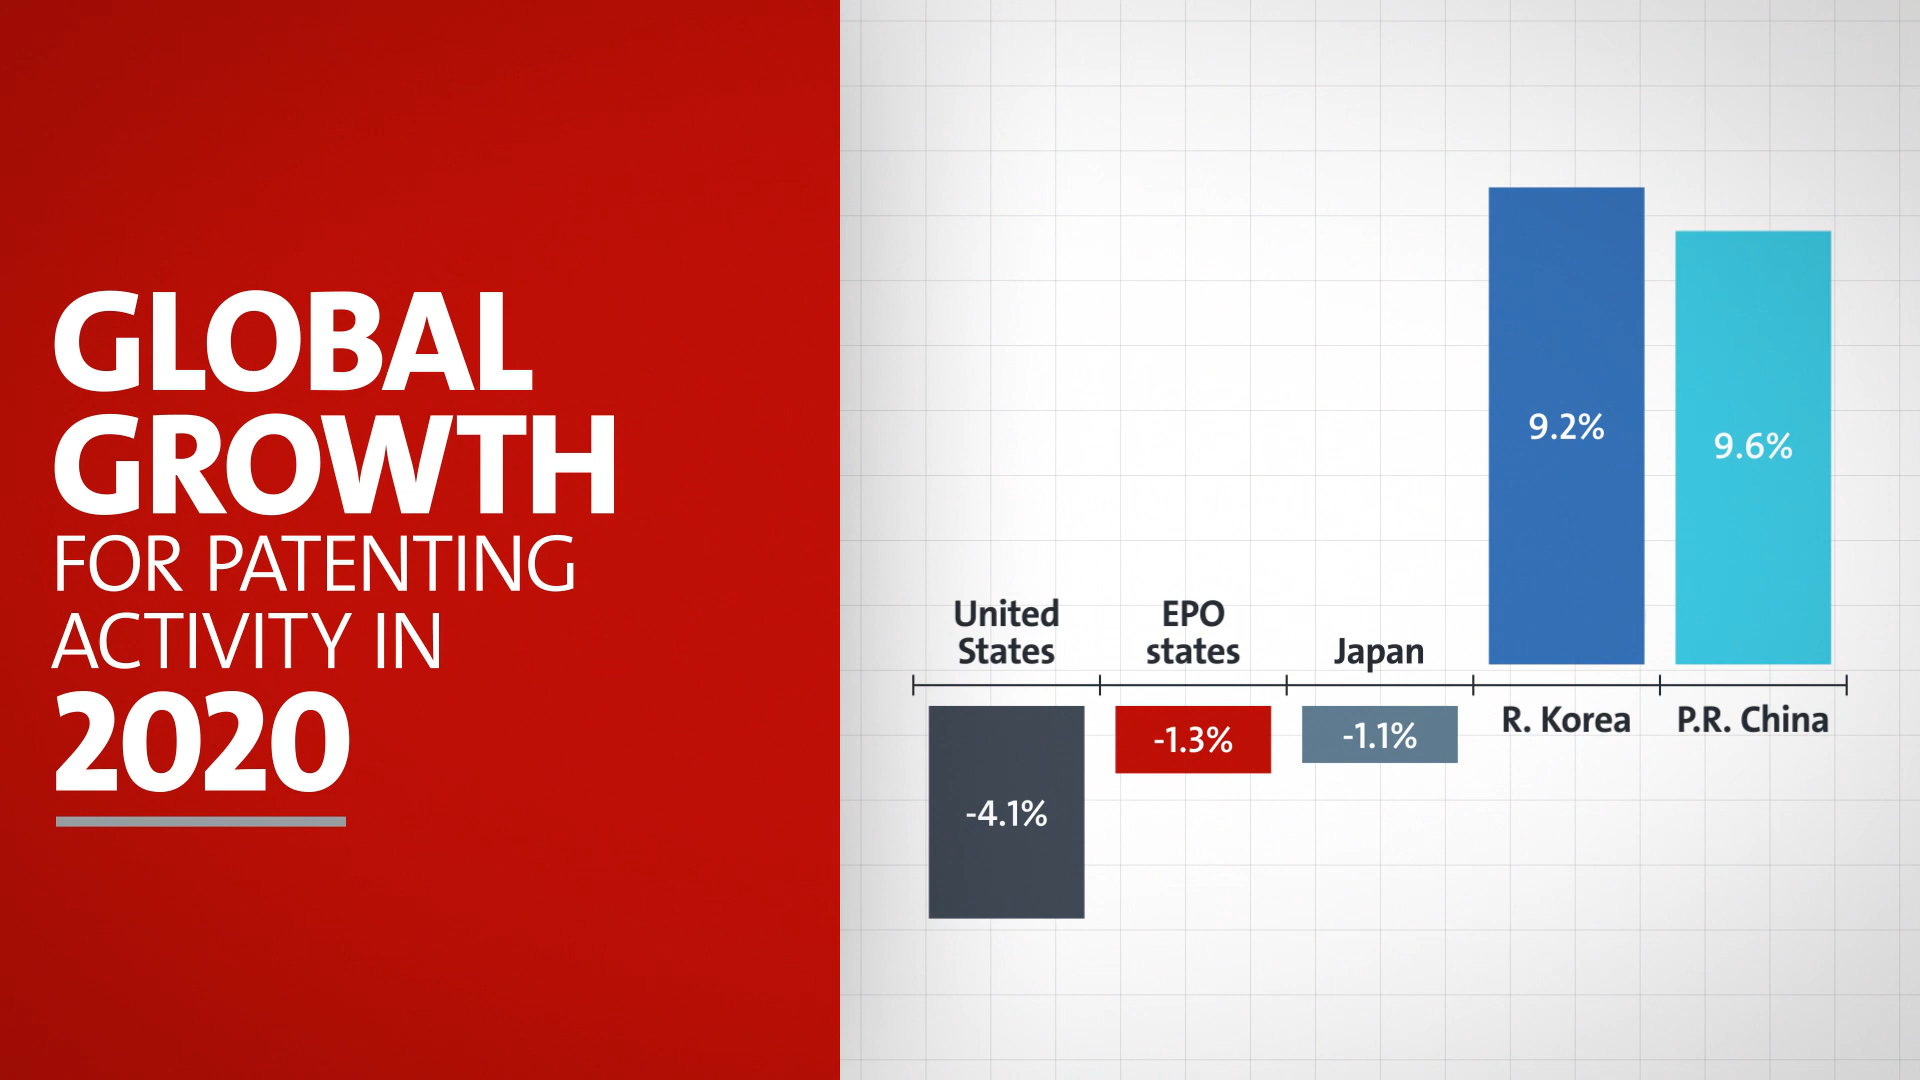 GLOBAL
GROWTH
FOR PATENTING
ACTIVITY IN
2020
United
States
EPO
states
Japan
R. Korea
P.R. China
-4.1%
-1.3%
-1.1%
9.2%
9.6%